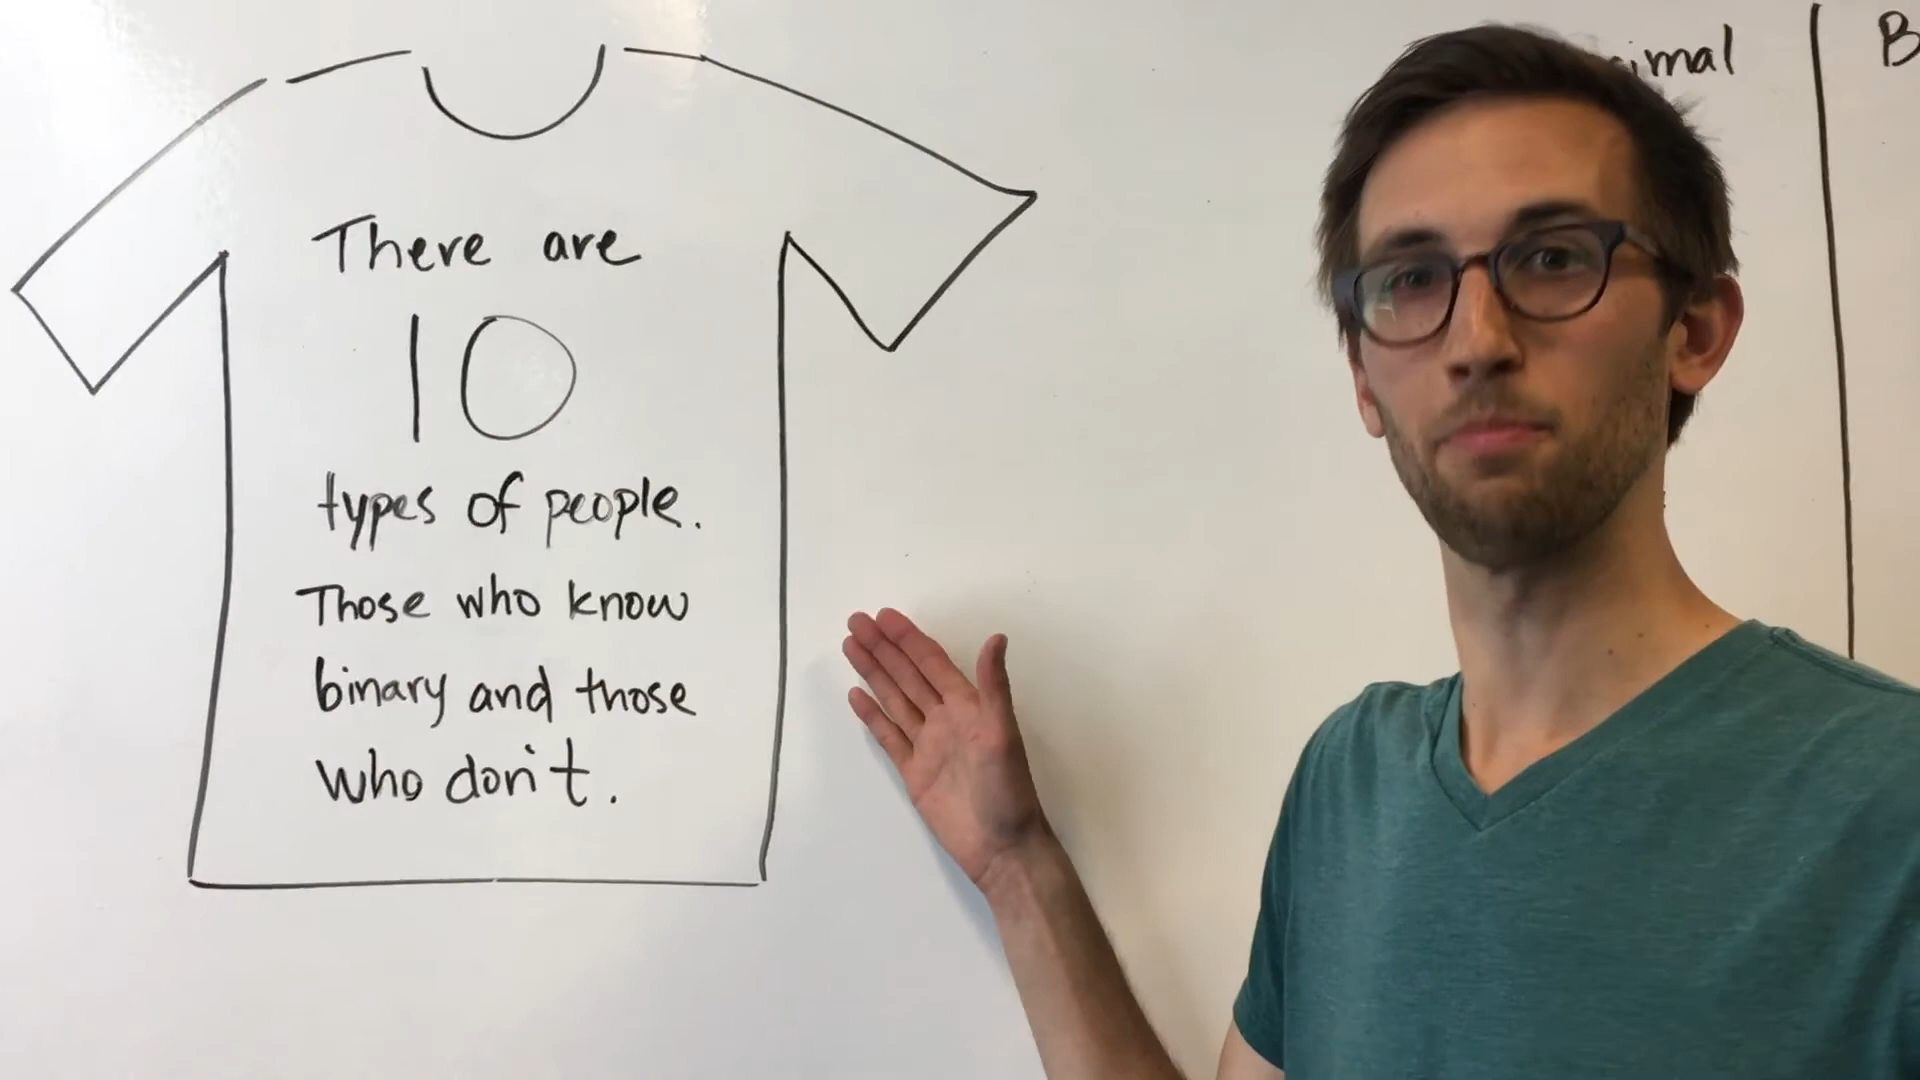 There are
10
types of people.
Those who know
binary and those
who don't.
imal
B